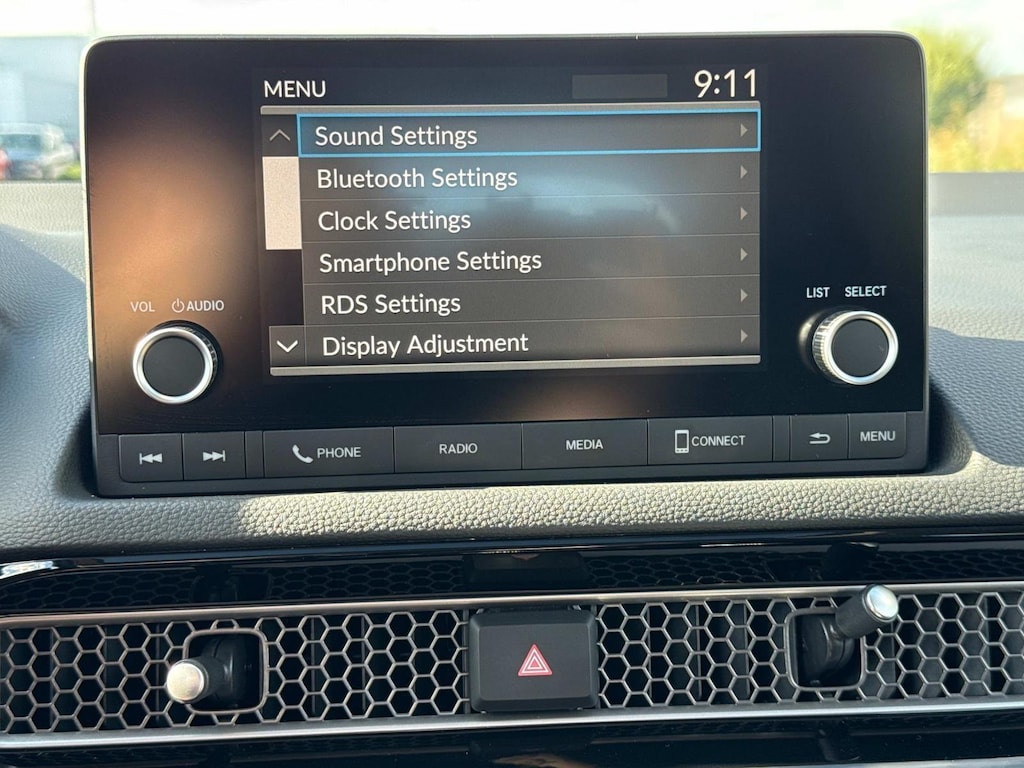 MENU 9:11
Sound Settings
Bluetooth Settings
Clock Settings
Smartphone Settings
RDS Settings
Display Adjustment
VOL AUDIO
LIST SELECT
PHONE RADIO MEDIA CONNECT MENU